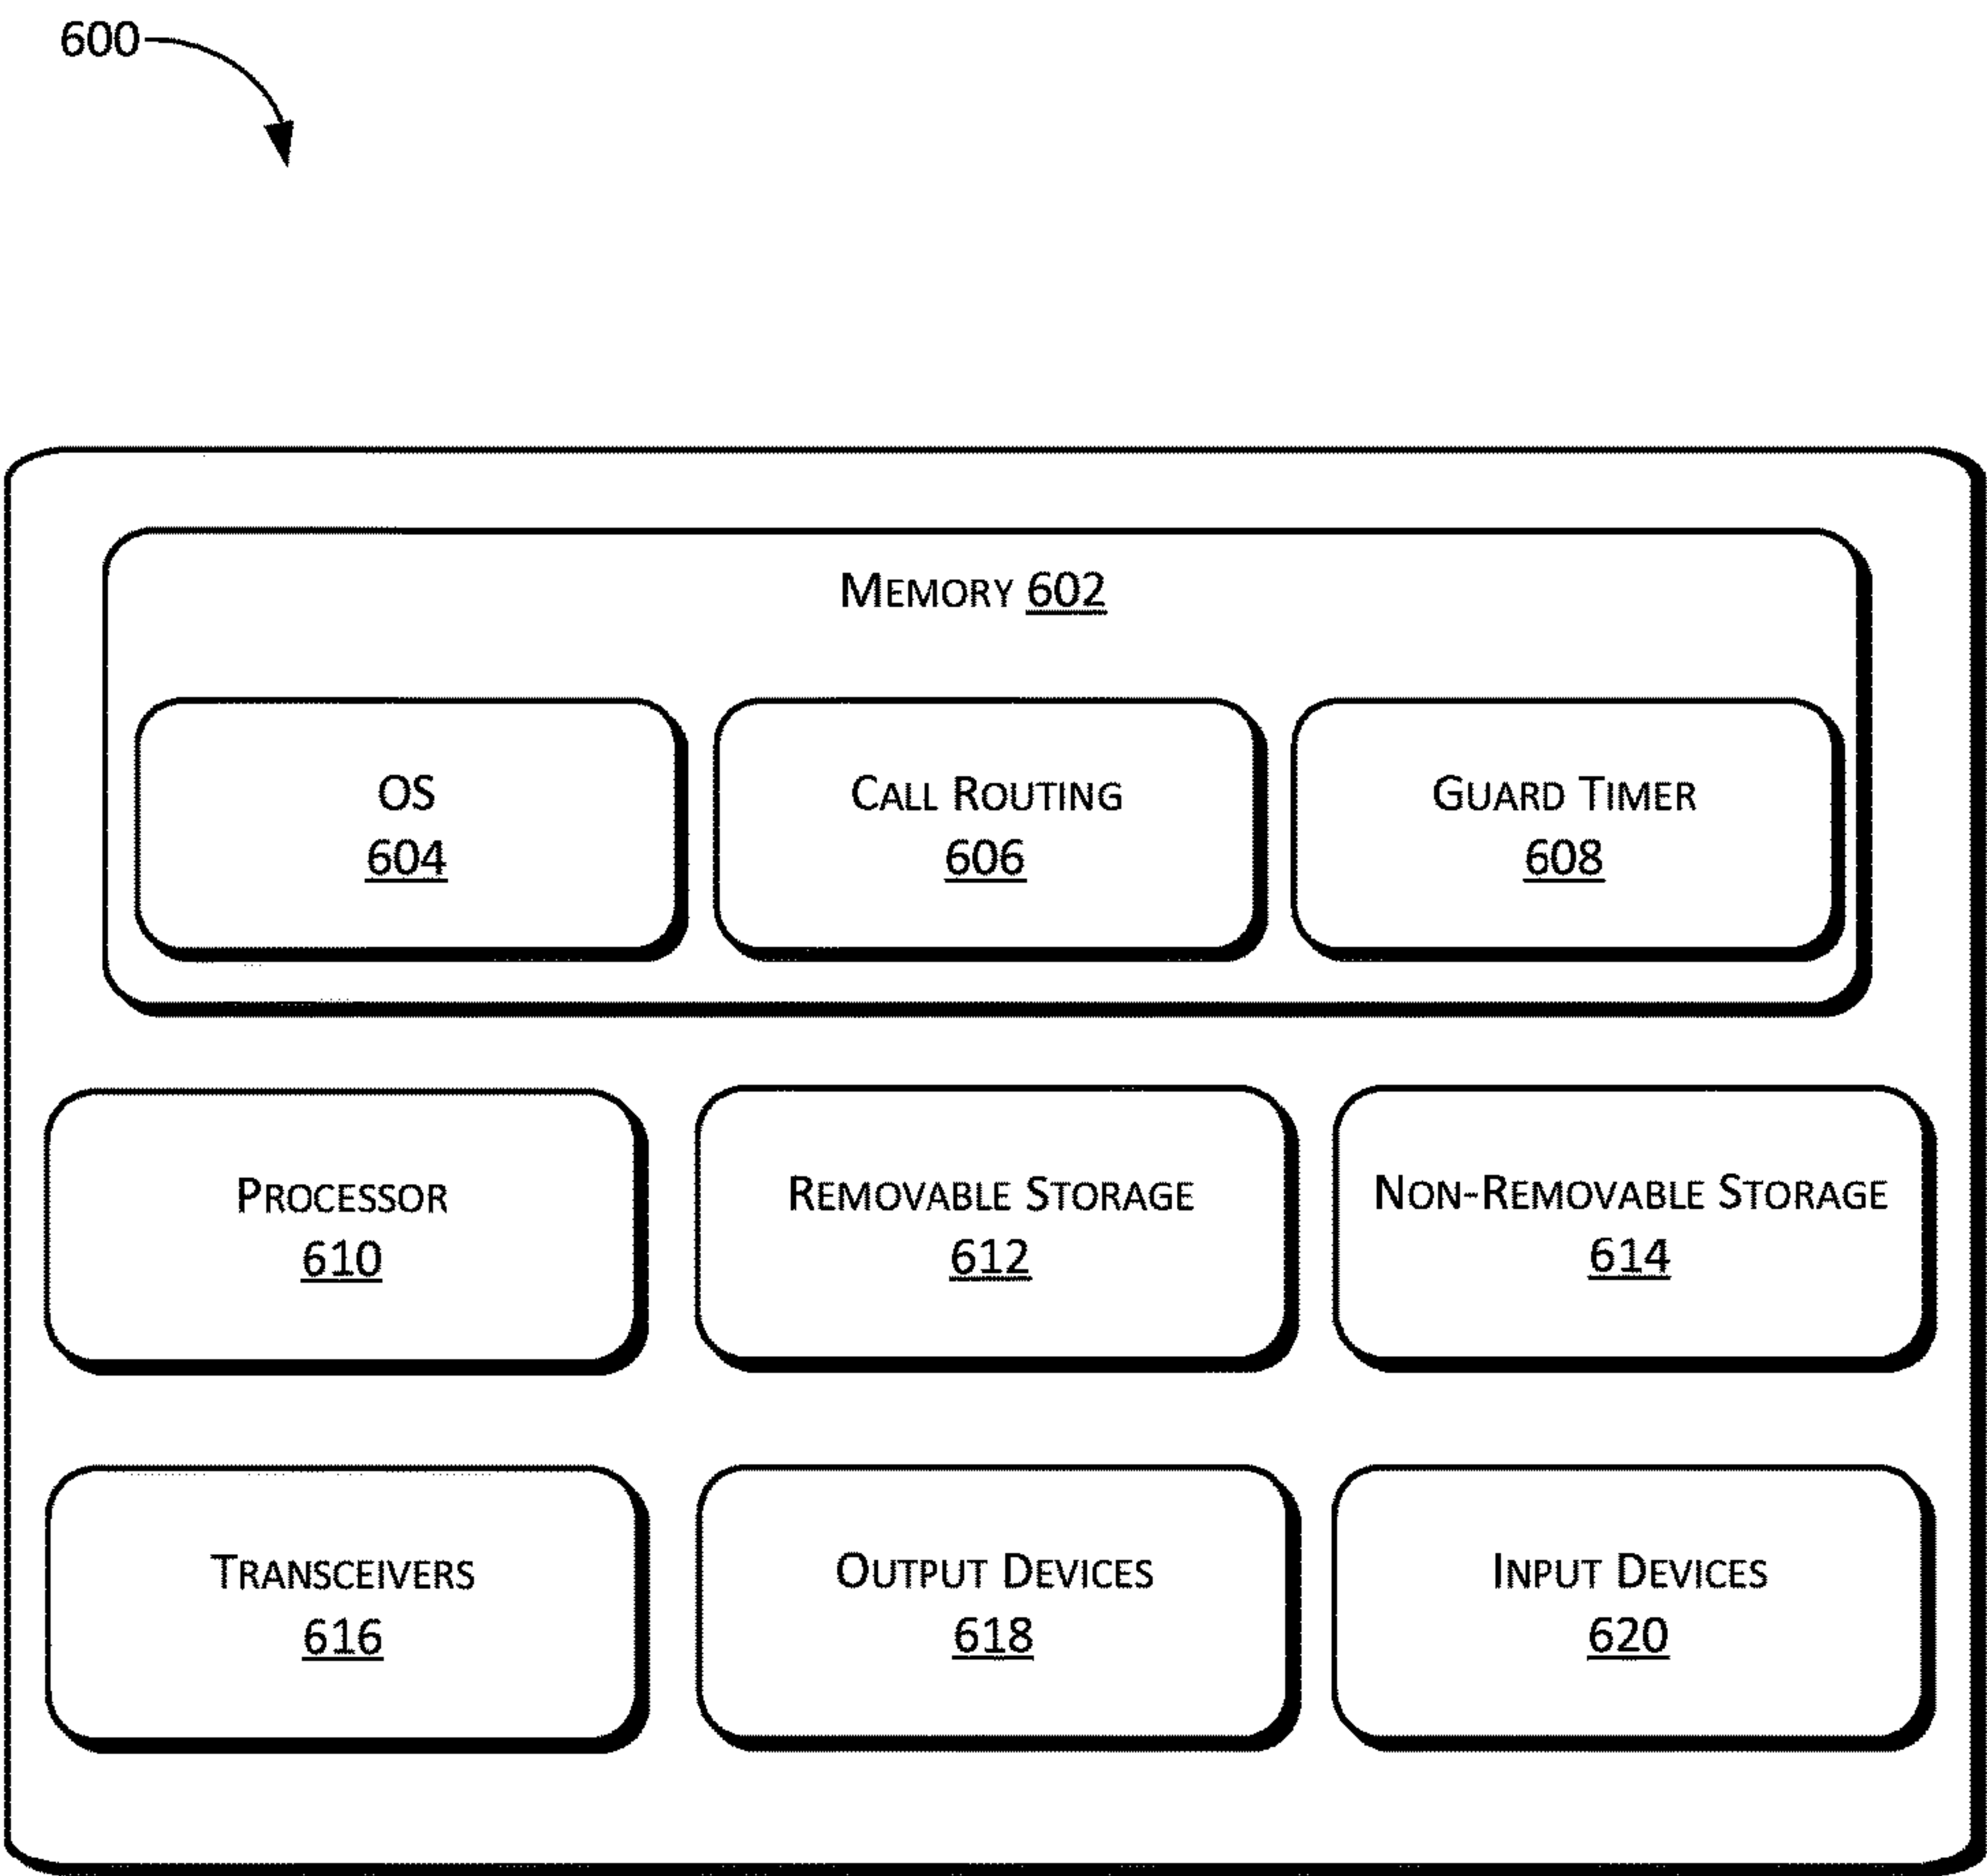 600
MEMORY 602
OS
604
CALL ROUTING
606
GUARD TIMER
608
PROCESSOR
610
REMOVABLE STORAGE
612
NON-REMOVABLE STORAGE
614
TRANSCEIVERS
616
OUTPUT DEVICES
618
INPUT DEVICES
620